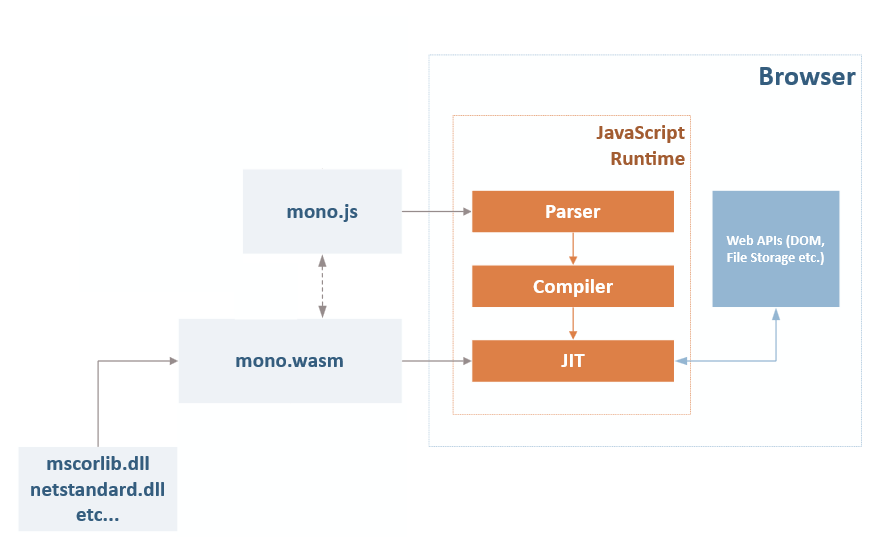 Browser
JavaScript
Runtime
mono.js
Parser
Web APIs (DOM,
File Storage etc.)
Compiler
mono.wasm
JIT
mscorlib.dll
netstandard.dll
etc...